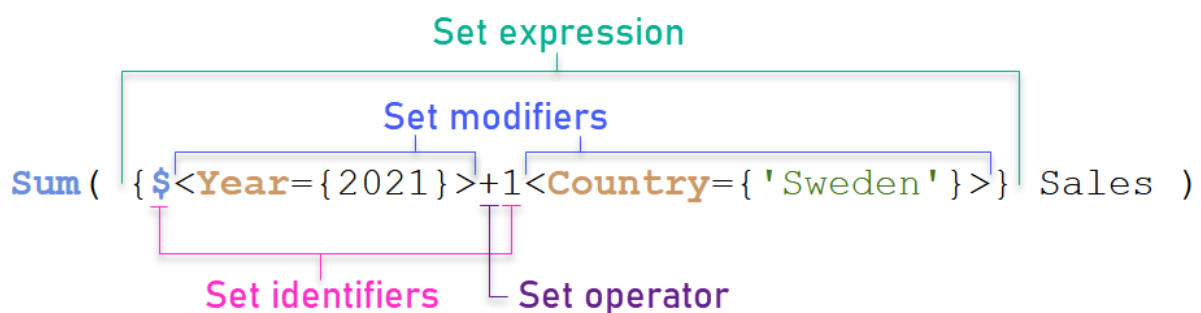 Set expression
Set modifiers
Sum( {$<Year={2021}>+1<Country={'Sweden'}>} Sales )
Set identifiers
Set operator